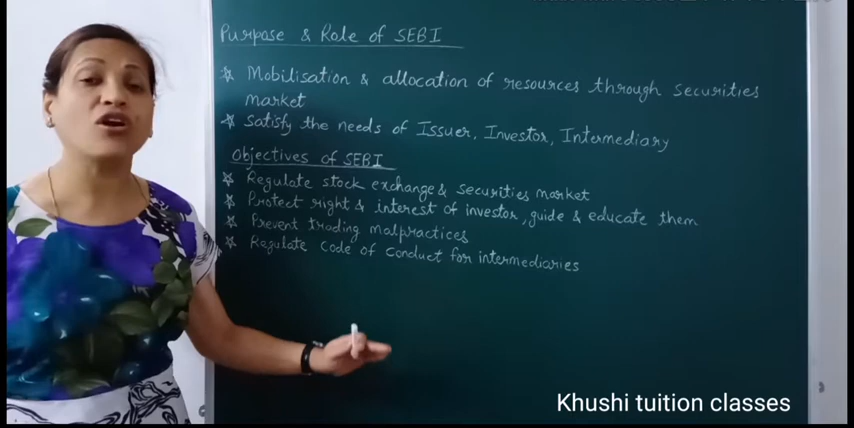 Purpose & Role of SEBI
☆ Mobilisation & allocation of resources through securities
market
☆ Satisfy the needs of Issuer, Investor, Intermediary
Objectives of SEBI
☆ Regulate stock exchange & securities market
☆ Protect right & interest of investor, guide & educate them
☆ Prevent trading malpractices
☆ Regulate code of conduct for intermediaries
Khushi tuition classes